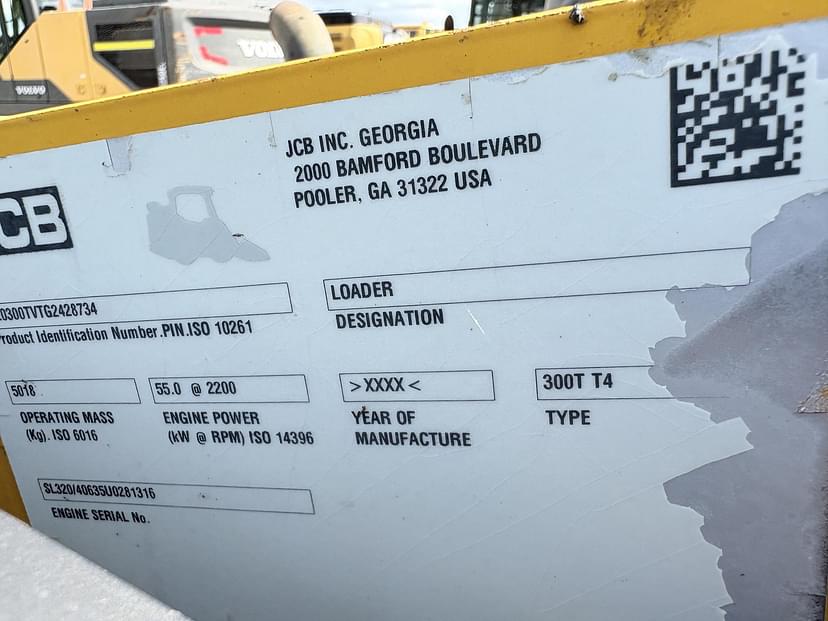 VOLVO
JCB INC. GEORGIA
2000 BAMFORD BOULEVARD
POOLER, GA 31322 USA
CB
0300TVTG2428734
Product Identification Number.PIN.ISO 10261
LOADER
DESIGNATION
5018
OPERATING MASS
(Kg). ISO 6016
55.0 @ 2200
ENGINE POWER
(kW @ RPM) ISO 14396
>XXXX<
YEAR OF
MANUFACTURE
300T T4
TYPE
SL320/40635U0281316
ENGINE SERIAL No.